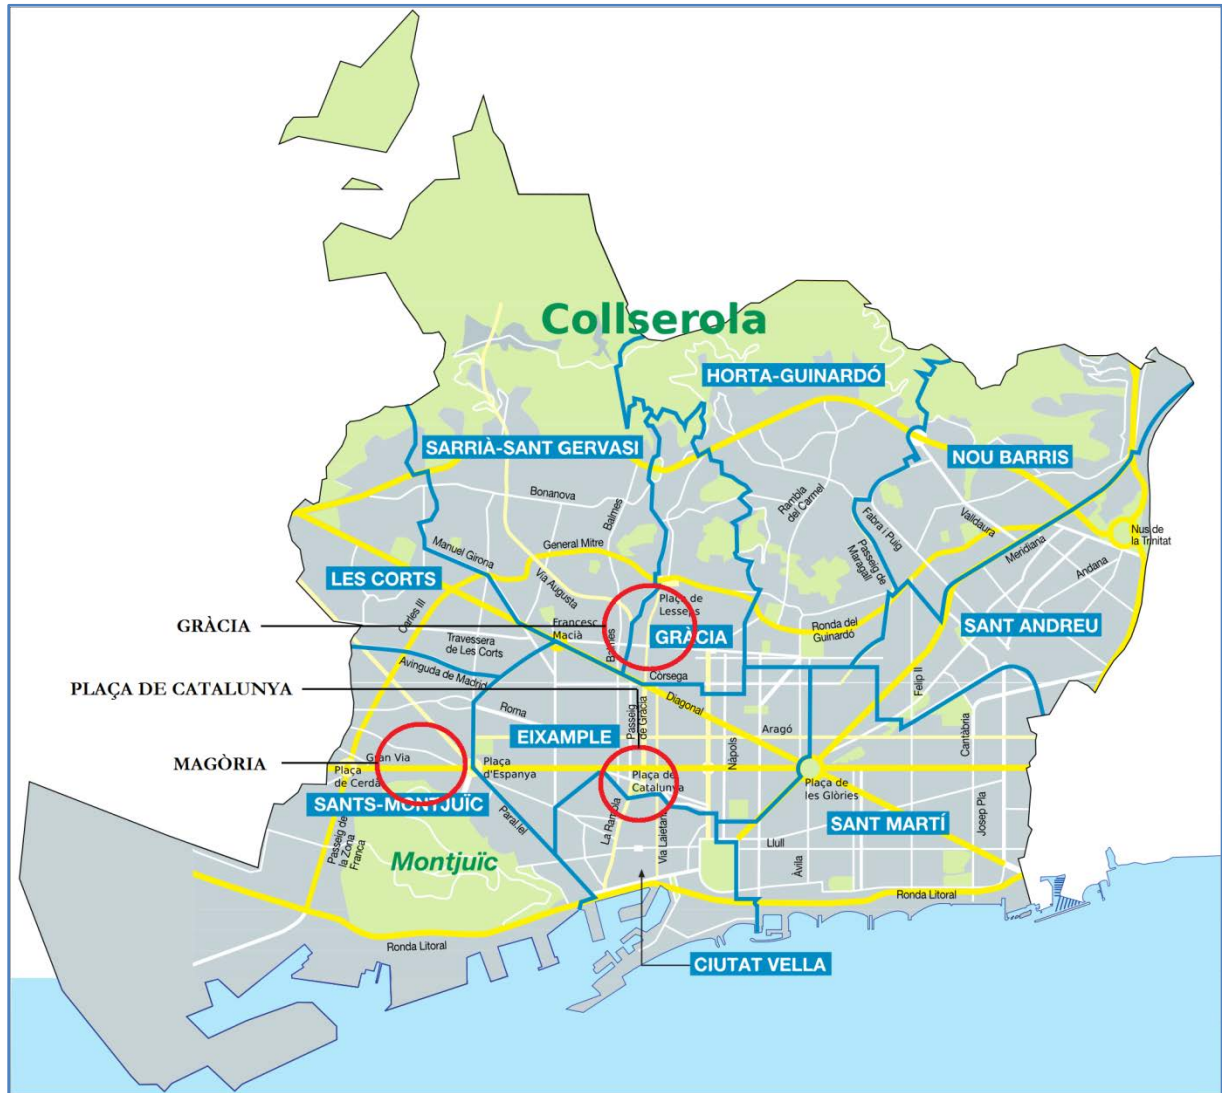 Collserola
HORTA-GUINARDÓ
SARRIÀ-SANT GERVASI
NOU BARRIS
Bonanova
Balmes
Rambla
del Carmel
Fabra i Puig
Valldaura
Nus de
la Trinitat
Manuel Girona
General Mitre
Passeig de
Maragall
Meridiana
Andana
LES CORTS
Via Augusta
Plaça de
Lesseps
Carles III
GRÀCIA
Francesc
Macià
Balmes
GRÀCIA
Ronda del
Guinardó
SANT ANDREU
Travessera
de Les Corts
Avinguda de Madrid
Còrsega
Felip II
PLAÇA DE CATALUNYA
Roma
Passeig
de Gràcia
Diagonal
Aragó
Cantàbria
EIXAMPLE
Nàpols
MAGÒRIA
Gran Via
Plaça
de Cerdà
Plaça
d'Espanya
Plaça de
Catalunya
Plaça de
les Glòries
SANTS-MONTJUÏC
Paral.lel
La Rambla
Via Laietana
SANT MARTÍ
Josep Pla
Passeig de
la Zona
Franca
Llull
Àvila
Montjuïc
Ronda Litoral
Ronda Litoral
CIUTAT VELLA